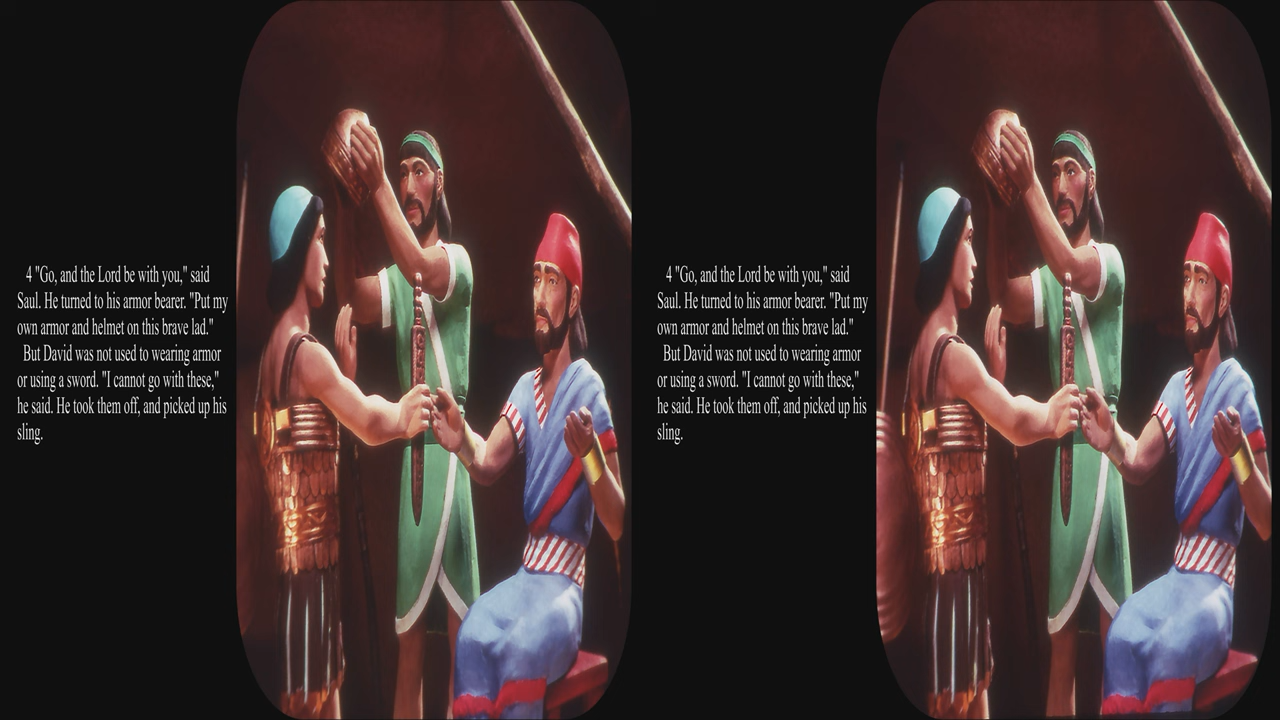 4 "Go, and the Lord be with you," said
Saul. He turned to his armor bearer. "Put my
own armor and helmet on this brave lad."
But David was not used to wearing armor
or using a sword. "I cannot go with these,"
he said. He took them off, and picked up his
sling.
4 "Go, and the Lord be with you," said
Saul. He turned to his armor bearer. "Put my
own armor and helmet on this brave lad."
But David was not used to wearing armor
or using a sword. "I cannot go with these,"
he said. He took them off, and picked up his
sling.